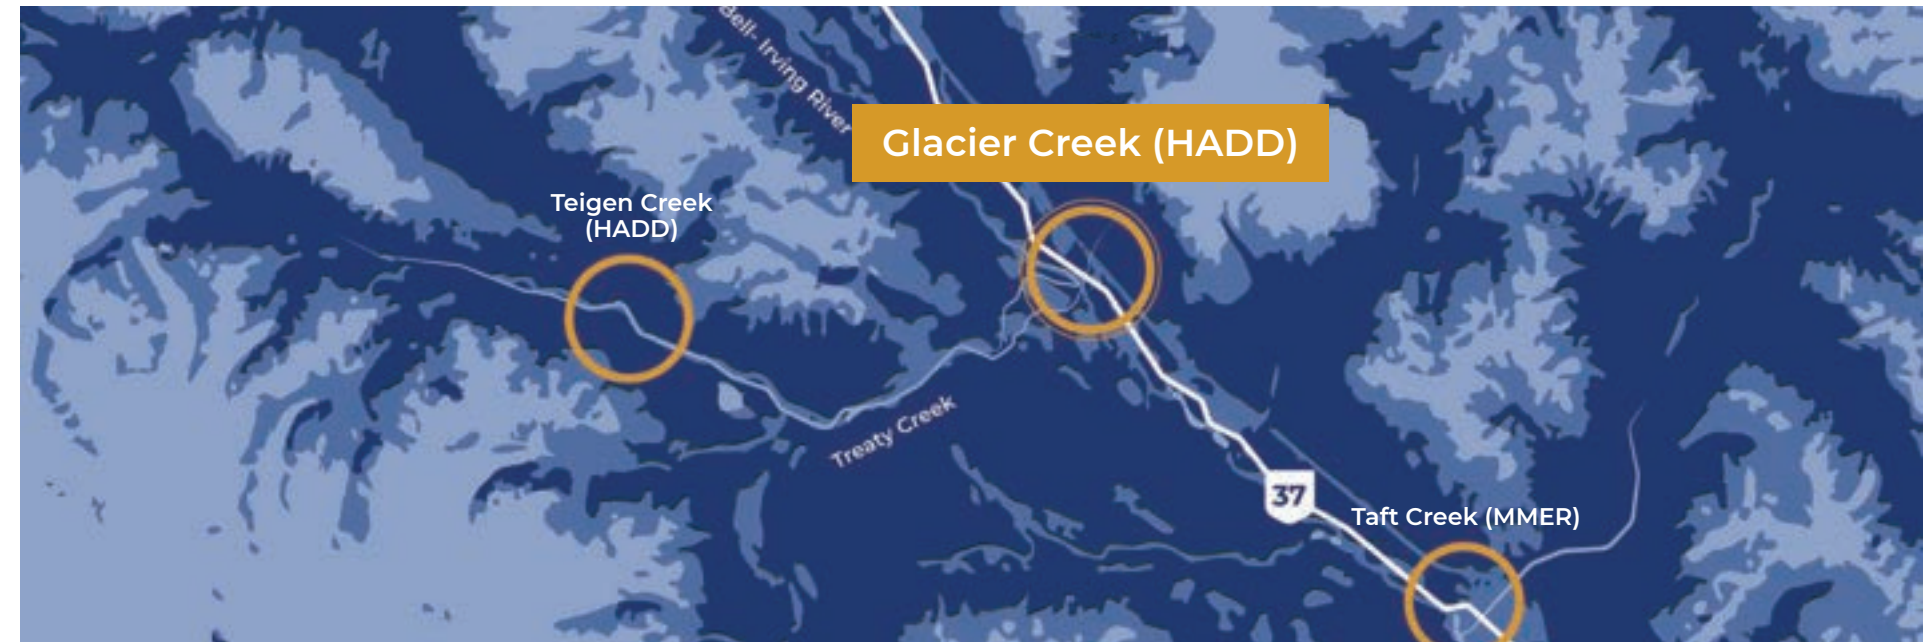 Bell- Irving River
Glacier Creek (HADD)
Teigen Creek
(HADD)
Treaty Creek
37
Taft Creek (MMER)